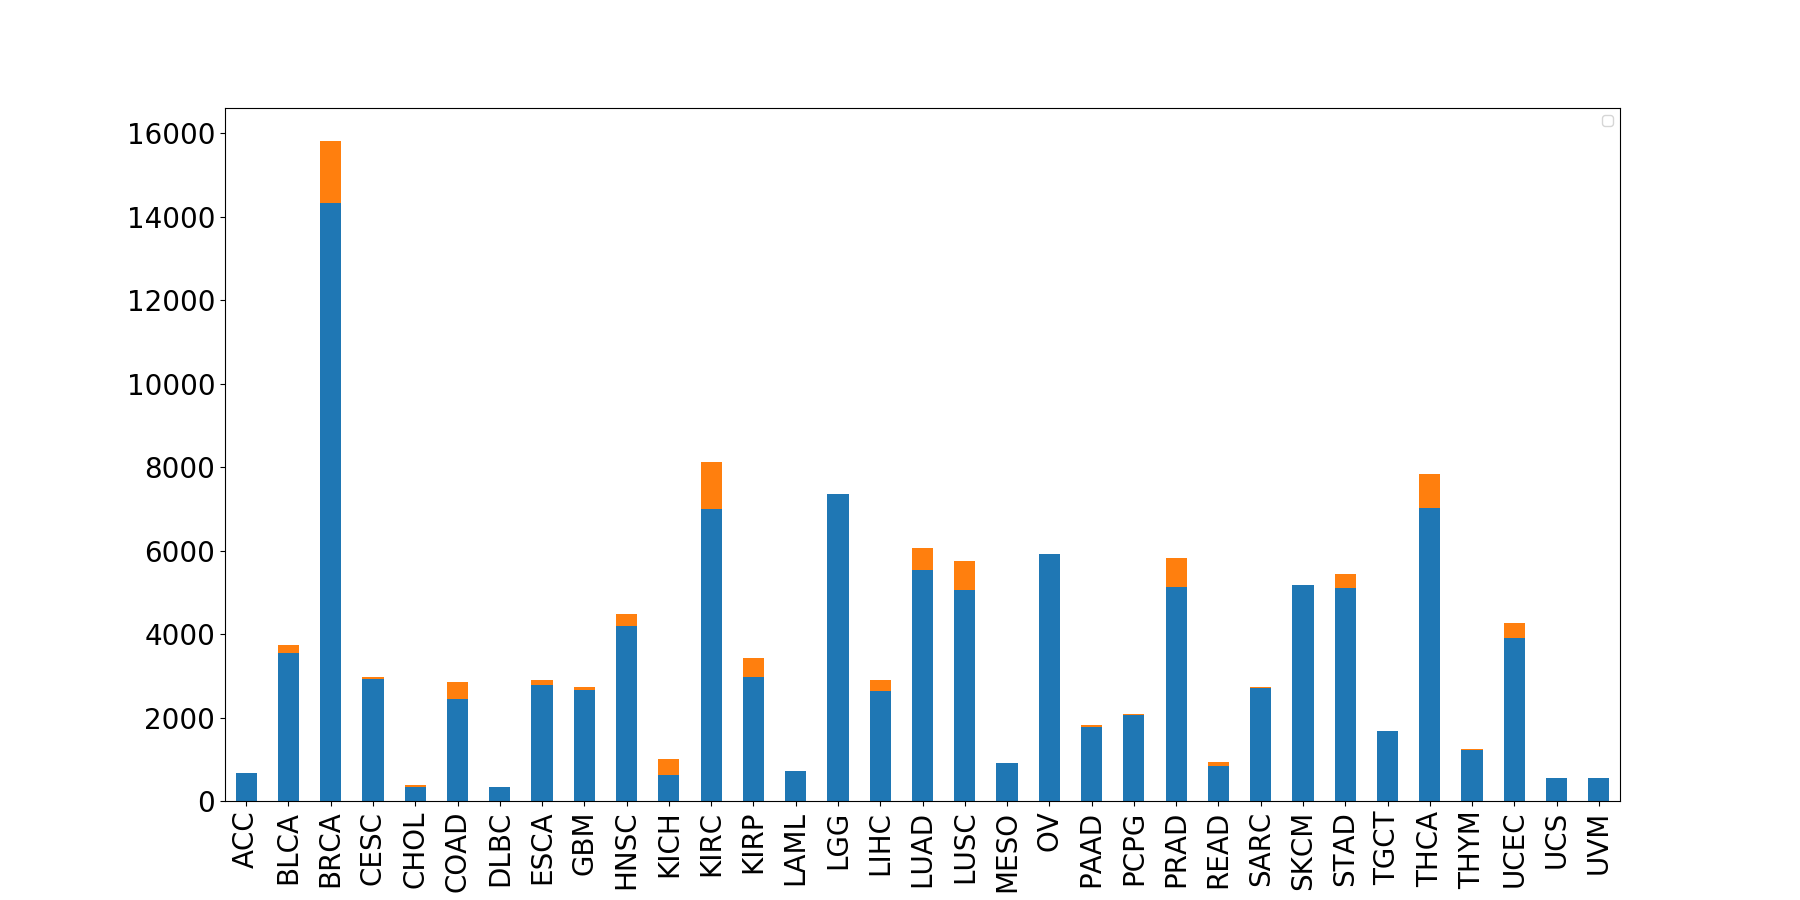 16000
14000
12000
10000
8000
6000
4000
2000
0
ACC
BLCA
BRCA
CESC
CHOL
COAD
DLBC
ESCA
GBM
HNSC
KICH
KIRC
KIRP
LAML
LGG
LIHC
LUAD
LUSC
MESO
OV
PAAD
PCPG
PRAD
READ
SARC
SKCM
STAD
TGCT
THCA
THYM
UCEC
UCS
UVM